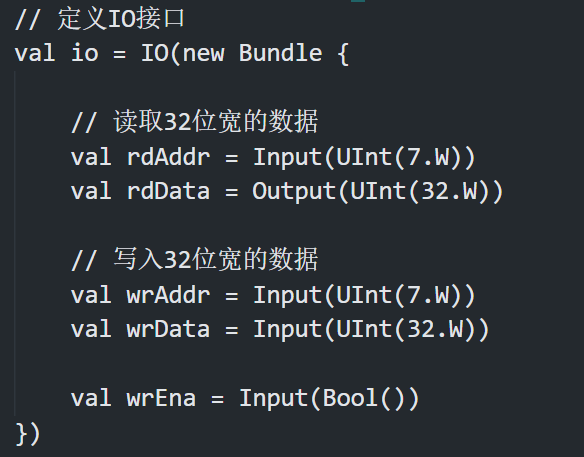 // 定义IO接口
val io = IO(new Bundle {
// 读取32位宽的数据
val rdAddr = Input(UInt(7.W))
val rdData = Output(UInt(32.W))
// 写入32位宽的数据
val wrAddr = Input(UInt(7.W))
val wrData = Input(UInt(32.W))
val wrEna = Input(Bool())
})